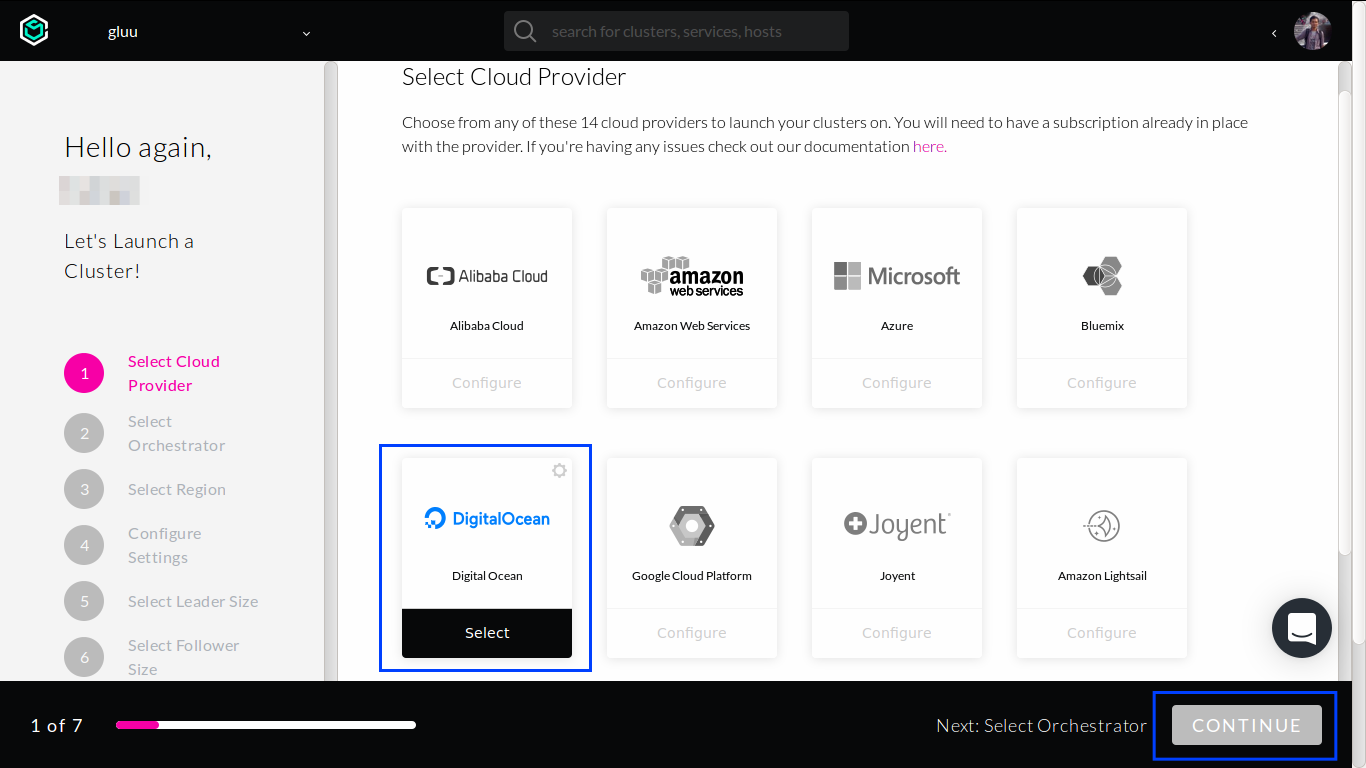 gluu
search for clusters, services, hosts
Hello again,
Let's Launch a
Cluster!
1
Select Cloud
Provider
2
Select
Orchestrator
3
Select Region
4
Configure
Settings
5
Select Leader Size
6
Select Follower
Size
Select Cloud Provider
Choose from any of these 14 cloud providers to launch your clusters on. You will need to have a subscription already in place
with the provider. If you're having any issues check out our documentation here.
Alibaba Cloud
Alibaba Cloud
Configure
amazon
web services
Amazon Web Services
Configure
Microsoft
Azure
Configure
Bluemix
Configure
DigitalOcean
Digital Ocean
Select
Google Cloud Platform
Configure
Joyent
Joyent
Configure
Amazon Lightsail
Configure
1 of 7
Next: Select Orchestrator
CONTINUE